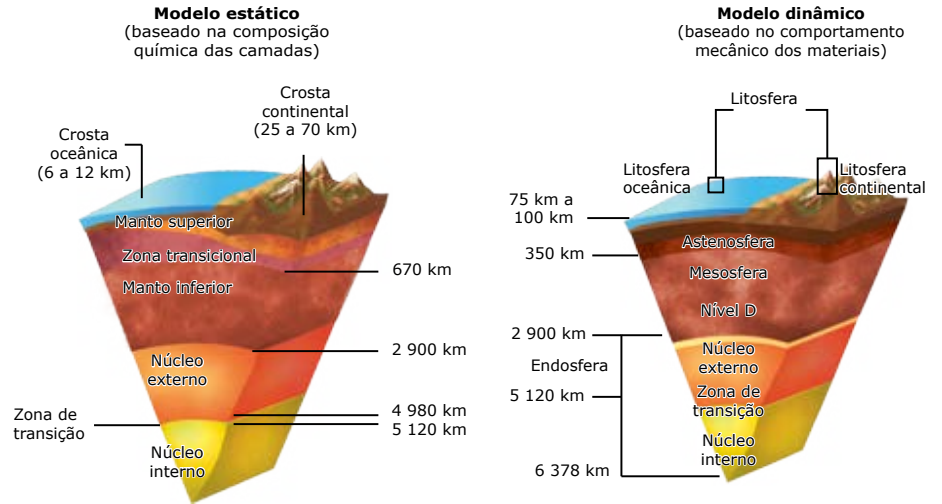 Modelo estático
(baseado na composição
química das camadas)
Crosta
continental
(25 a 70 km)
Crosta
oceânica
(6 a 12 km)
Manto superior
Zona transicional
670 km
Manto inferior
2 900 km
Núcleo
externo
4 980 km
Zona de
transição
5 120 km
Núcleo
interno
Modelo dinâmico
(baseado no comportamento
mecânico dos materiais)
Litosfera
Litosfera
oceânica
Litosfera
continental
75 km a
100 km
Astenosfera
350 km
Mesosfera
Nível D
2 900 km
Núcleo
externo
Endosfera
5 120 km
Zona de
transição
Núcleo
interno
6 378 km